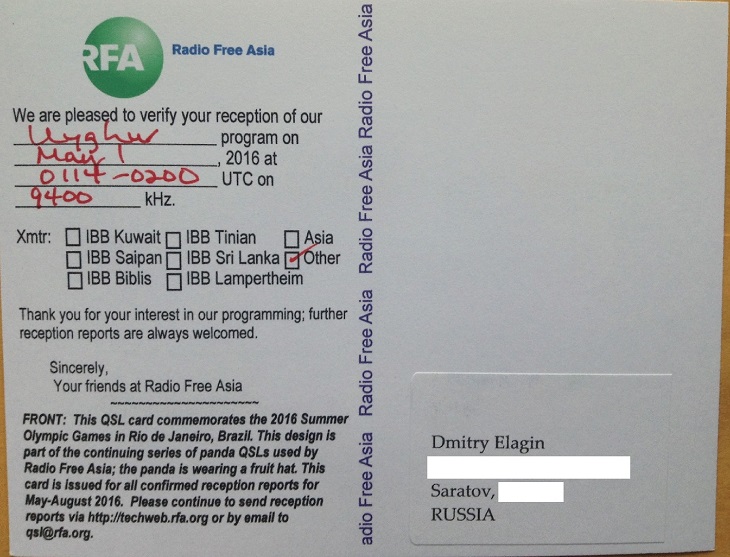 RFA Radio Free Asia
We are pleased to verify your reception of our
Uyghur program on
May 1, 2016 at
0114-0200 UTC on
9400 kHz.
Xmtr: IBB Kuwait IBB Tinian Asia
IBB Saipan IBB Sri Lanka Other
IBB Biblis IBB Lampertheim
Thank you for your interest in our programming; further
reception reports are always welcomed.
Sincerely,
Your friends at Radio Free Asia
~~~~~~~~~~~~~~~~~~~~~
FRONT: This QSL card commemorates the 2016 Summer
Olympic Games in Rio de Janeiro, Brazil. This design is
part of the continuing series of panda QSLs used by
Radio Free Asia; the panda is wearing a fruit hat. This
card is issued for all confirmed reception reports for
May-August 2016. Please continue to send reception
reports via http://techweb.rfa.org or by email to
qsl@rfa.org.
adio Free Asia Radio Free Asia Radio Free Asia Radio Free Asia
Dmitry Elagin
Saratov,
RUSSIA